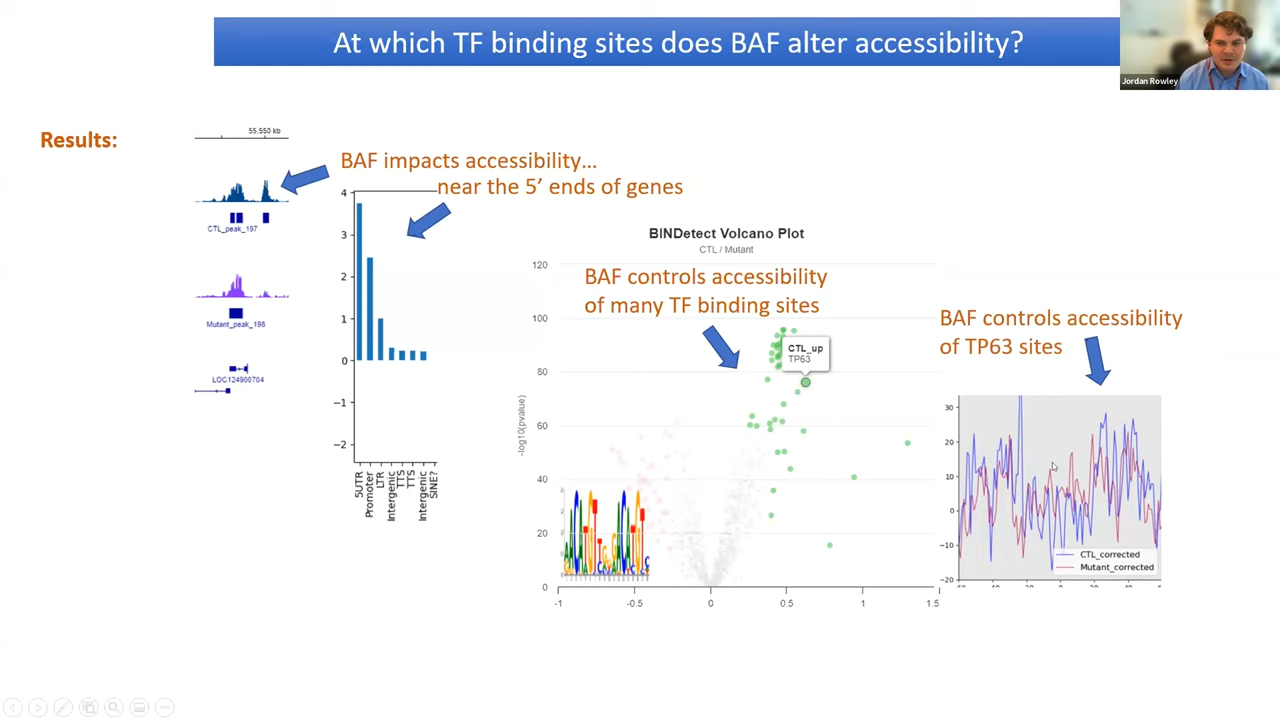 At which TF binding sites does BAF alter accessibility?
Jordan Rowley
Results:
55,550 kb
CTL_peak_197
Mutant_peak_198
LOC124900704
BAF impacts accessibility…
near the 5’ ends of genes
4
3
2
1
0
−1
−2
5UTR
Promoter
LTR
Intergenic
TTS
TTS
Intergenic
SINE?
BINDetect Volcano Plot
CTL / Mutant
BAF controls accessibility
of many TF binding sites
CTL_up
TP63
-log10(pvalue)
120
100
80
60
40
20
0
-1
-0.5
0
0.5
1
1.5
BAF controls accessibility
of TP63 sites
30
20
10
0
−10
−20
CTL_corrected
Mutant_corrected